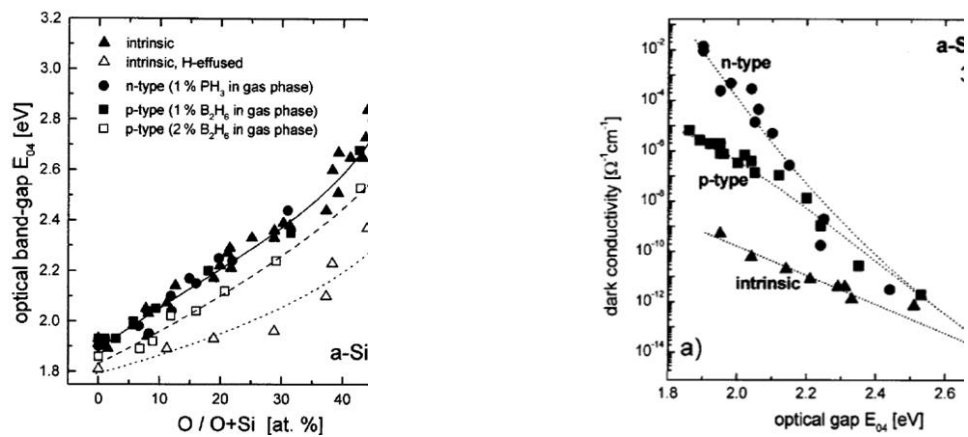 3.2
3.0
2.8
2.6
2.4
2.2
2.0
1.8
optical band-gap E₀₄ [eV]
intrinsic
intrinsic, H-effused
n-type (1% PH₃ in gas phase)
p-type (1% B₂H₆ in gas phase)
p-type (2% B₂H₆ in gas phase)
a-Si
0 10 20 30 40
O / O+Si [at. %]
10⁻²
10⁻⁴
10⁻⁶
10⁻⁸
10⁻¹⁰
10⁻¹²
10⁻¹⁴
dark conductivity [Ω⁻¹cm⁻¹]
a-S
n-type
p-type
intrinsic
a)
1.8 2.0 2.2 2.4 2.6
optical gap E₀₄ [eV]